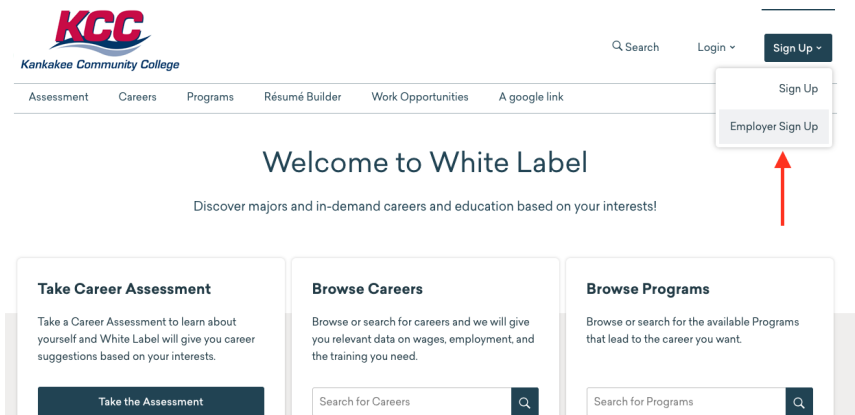 KCC
Kankakee Community College
Search Login Sign Up
Sign Up
Employer Sign Up
Assessment Careers Programs Résumé Builder Work Opportunities A google link
Welcome to White Label
Discover majors and in-demand careers and education based on your interests!
Take Career Assessment
Take a Career Assessment to learn about
yourself and White Label will give you career
suggestions based on your interests.
Take the Assessment
Browse Careers
Browse or search for careers and we will give
you relevant data on wages, employment, and
the training you need.
Search for Careers
Browse Programs
Browse or search for the available Programs
that lead to the career you want.
Search for Programs